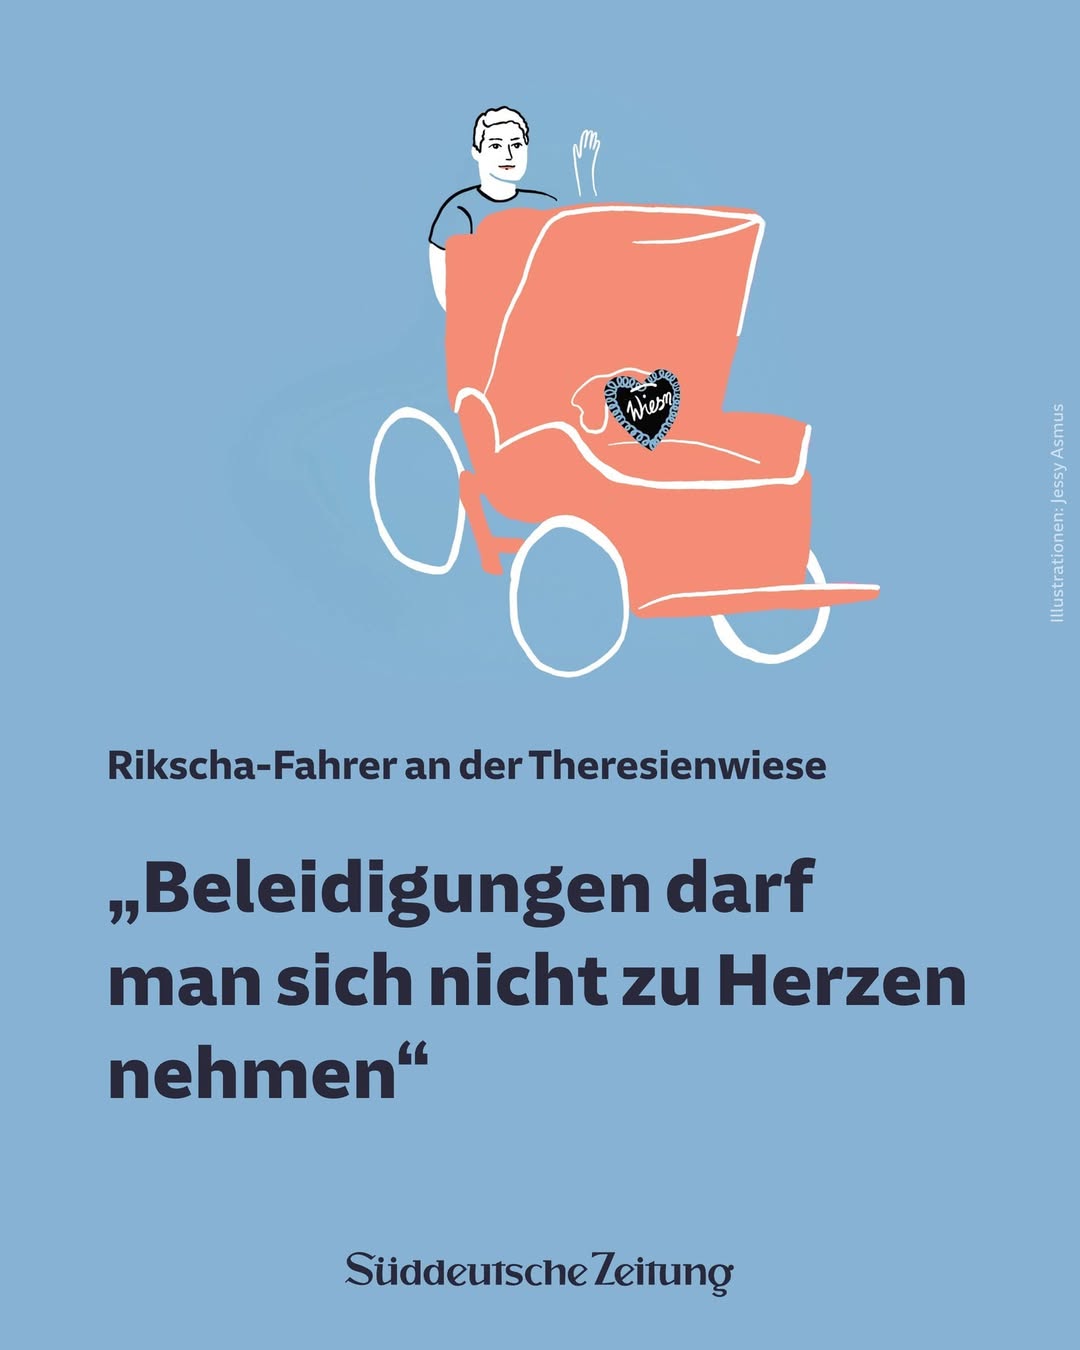 Wiesn
Illustrationen: Jessy Asmus
Rikscha-Fahrer an der Theresienwiese
„Beleidigungen darf
man sich nicht zu Herzen
nehmen“
Süddeutsche Zeitung